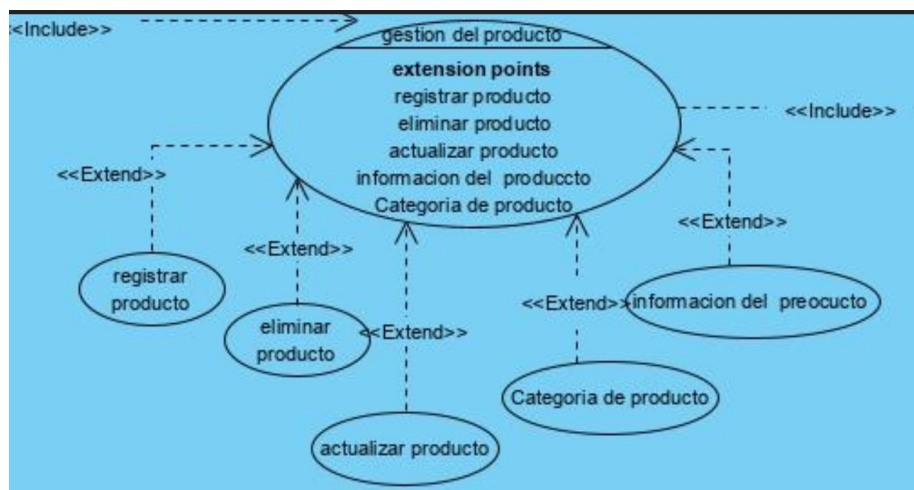 <<Include>>
gestion del producto
extension points
registrar producto
eliminar producto
actualizar producto
informacion del produccto
Categoria de producto
<<Include>>
<<Extend>>
<<Extend>>
<<Extend>>
<<Extend>>
<<Extend>>
registrar
producto
eliminar
producto
actualizar producto
Categoria de producto
informacion del preocucto